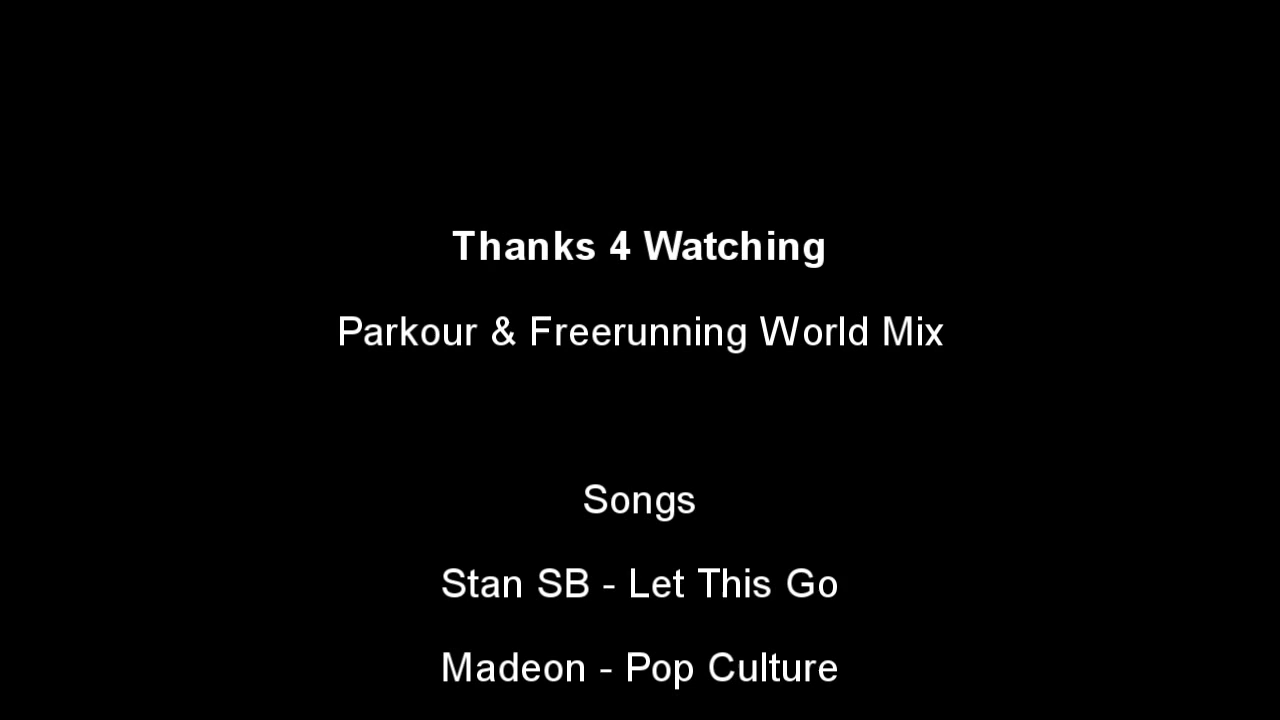 Thanks 4 Watching
Parkour & Freerunning World Mix
Songs
Stan SB - Let This Go
Madeon - Pop Culture